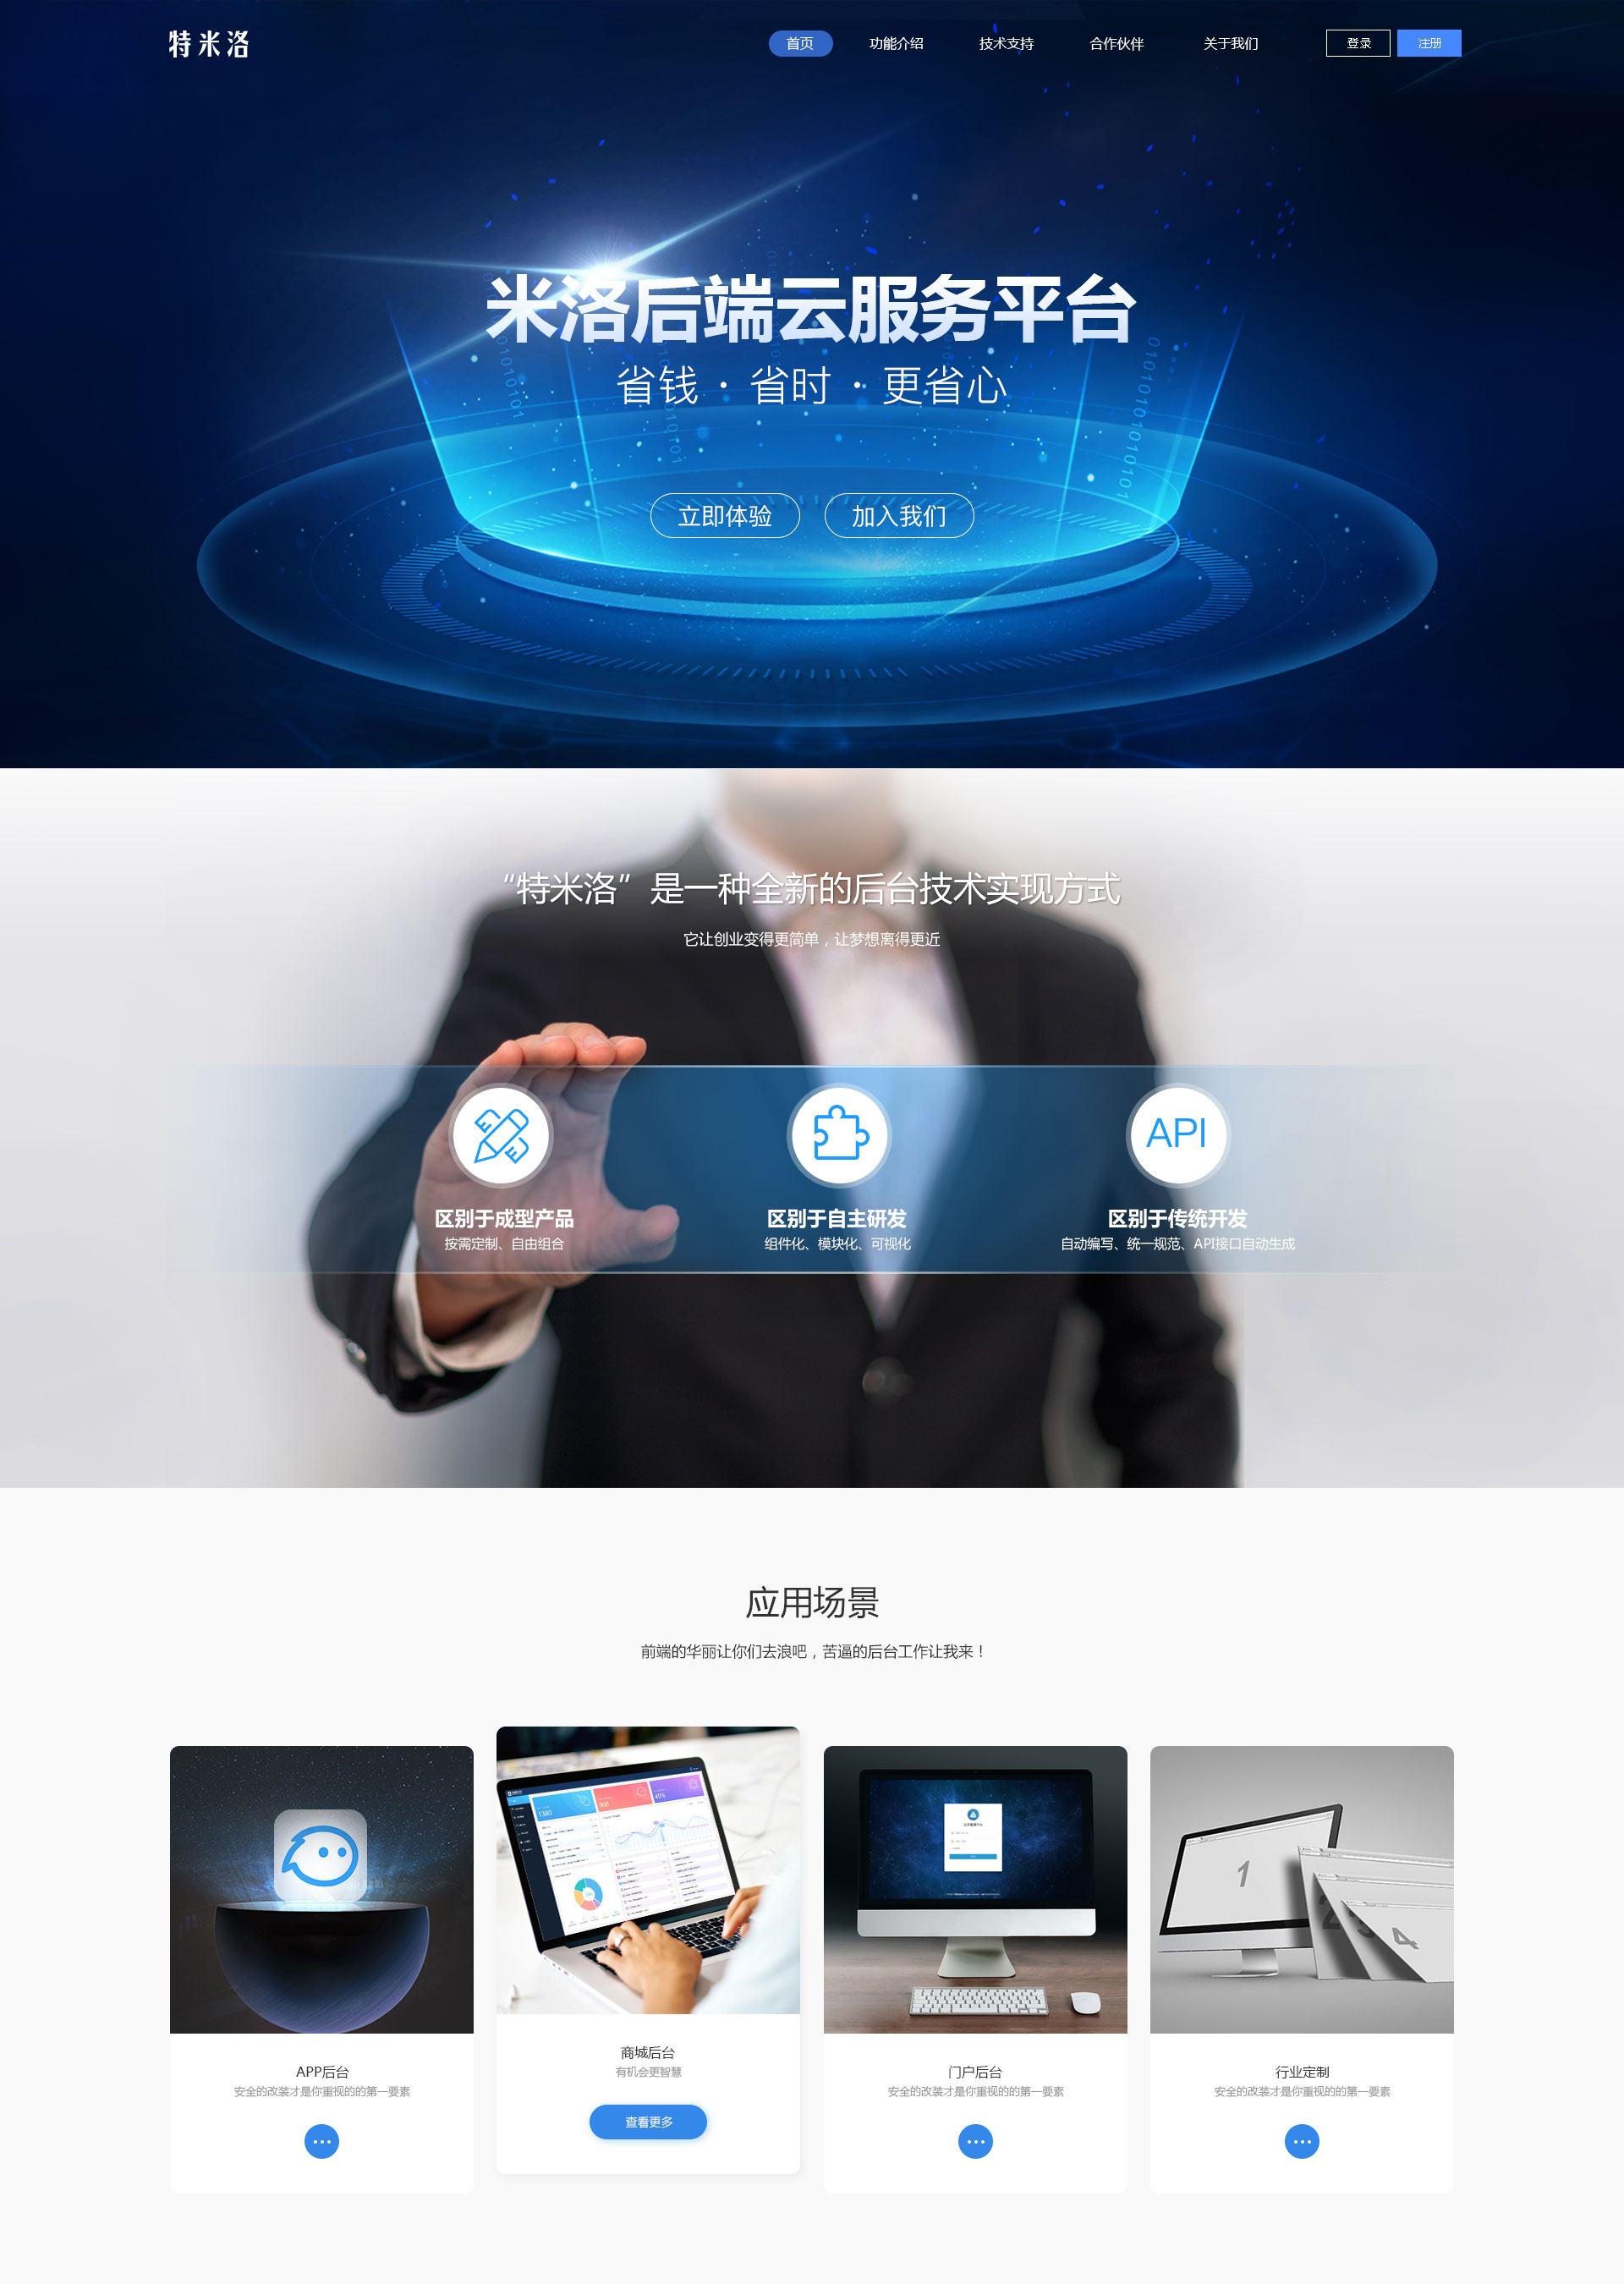 特米洛
首页 功能介绍 技术支持 合作伙伴 关于我们 登录 注册
米洛后端云服务平台
省钱 · 省时 · 更省心
立即体验 加入我们
“特米洛”是一种全新的后台技术实现方式
它让创业变得更简单，让梦想离得更近
API
区别于成型产品 区别于自主研发 区别于传统开发
按需定制、自由组合 组件化、模块化、可视化 自动编写、统一规范、API接口自动生成
应用场景
前端的华丽让你们去浪吧，苦逼的后台工作让我来！
1
2
3
4
APP后台
安全的改装才是你重视的的第一要素
商城后台
有机会更智慧
查看更多
门户后台
安全的改装才是你重视的的第一要素
行业定制
安全的改装才是你重视的的第一要素